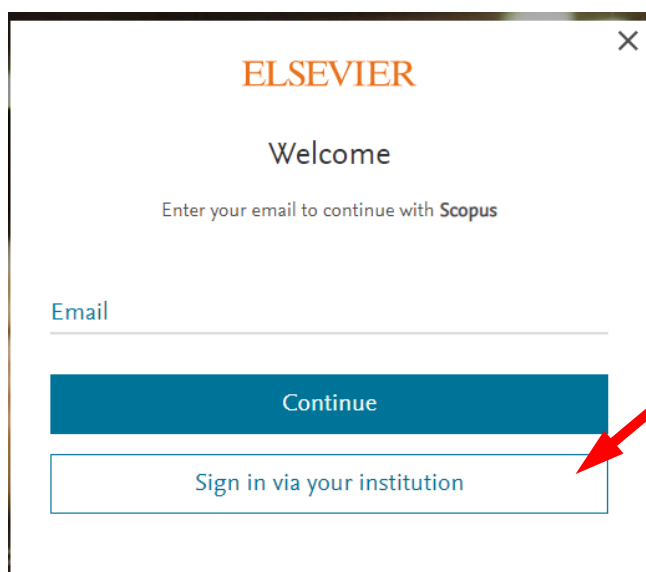 ELSEVIER
Welcome
Enter your email to continue with Scopus
Email
Continue
Sign in via your institution